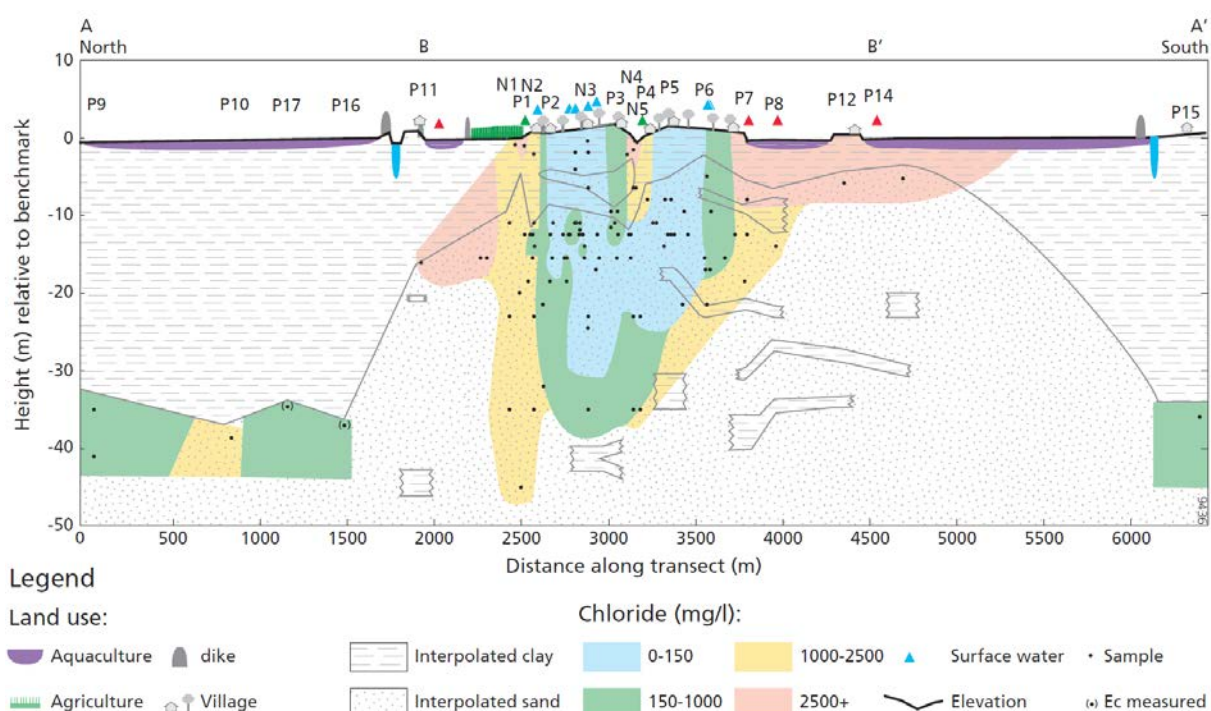 A A'
North B B' South
N1 N2 N3 N4
P9 P10 P17 P16 P11 P1 P2 P3 P4 P5 P6 P7 P8 P12 P14 P15
N5
10
0
-10
-20
-30
-40
-50
Height (m) relative to benchmark
(•)
(•)
9436
0 500 1000 1500 2000 2500 3000 3500 4000 4500 5000 5500 6000
Distance along transect (m)
Legend
Land use: Chloride (mg/l):
Aquaculture dike Interpolated clay 0-150 1000-2500 Surface water Sample
Agriculture Village Interpolated sand 150-1000 2500+ Elevation (•) Ec measured